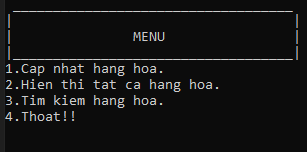 MENU
1.Cap nhat hang hoa.
2.Hien thi tat ca hang hoa.
3.Tim kiem hang hoa.
4.Thoat!!